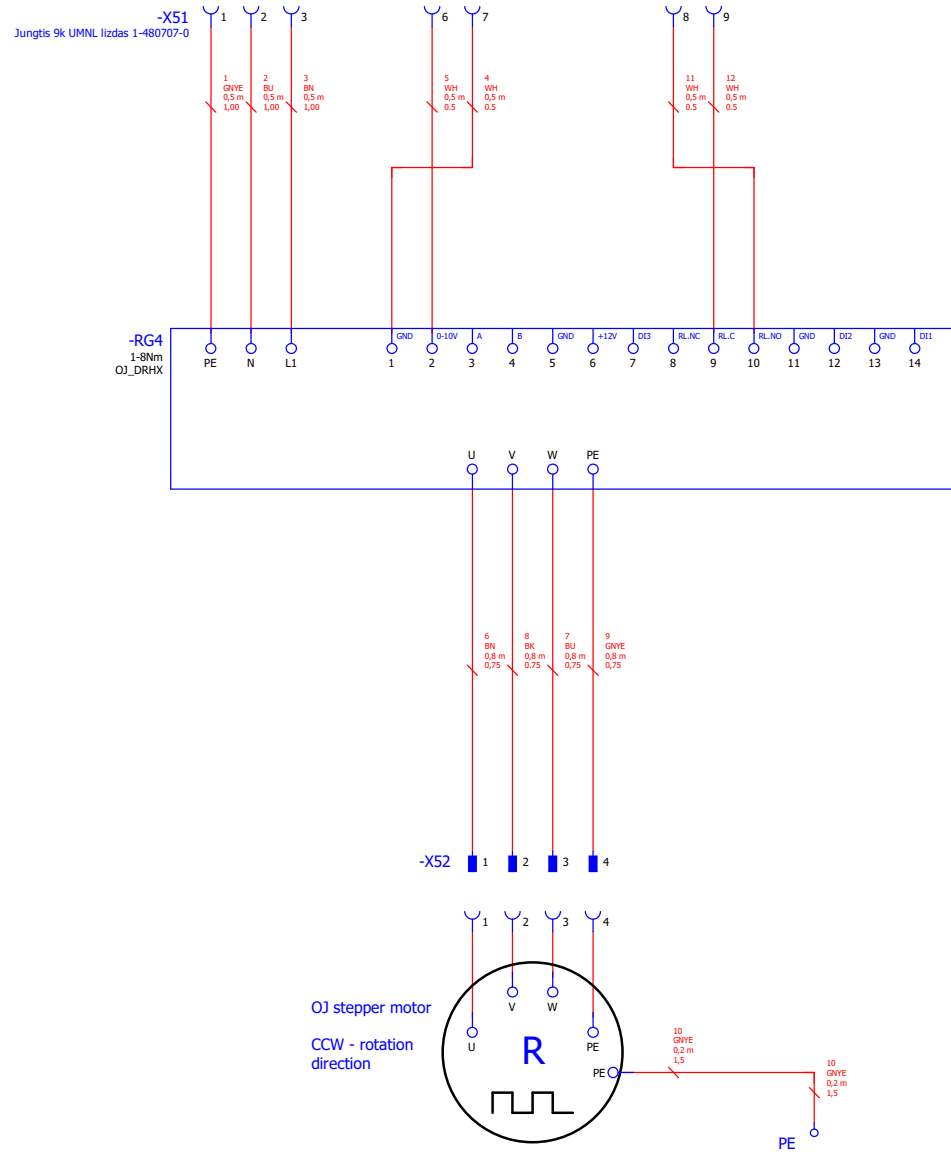 -X51
Jungtis 9k UMNL lizdas 1-480707-0
1 2 3 6 7 8 9
1
GNYE
0,5 m
1,00
2
BU
0,5 m
1,00
3
BN
0,5 m
1,00
5
WH
0,5 m
0.5
4
WH
0,5 m
0.5
11
WH
0,5 m
0.5
12
WH
0,5 m
0.5
-RG4
1-8Nm
OJ_DRHX
GND 0-10V A B GND +12V DI3 RL.NC RL.C RL.NO GND DI2 GND DI1
PE N L1 1 2 3 4 5 6 7 8 9 10 11 12 13 14
U V W PE
6
BN
0,8 m
0,75
8
BK
0,8 m
0.75
7
BU
0,8 m
0,75
9
GNYE
0,8 m
0,75
-X52 1 2 3 4
1 2 3 4
OJ stepper motor
CCW - rotation
direction
V W
U PE
R
PE
10
GNYE
0,2 m
1,5
10
GNYE
0,2 m
1,5
PE